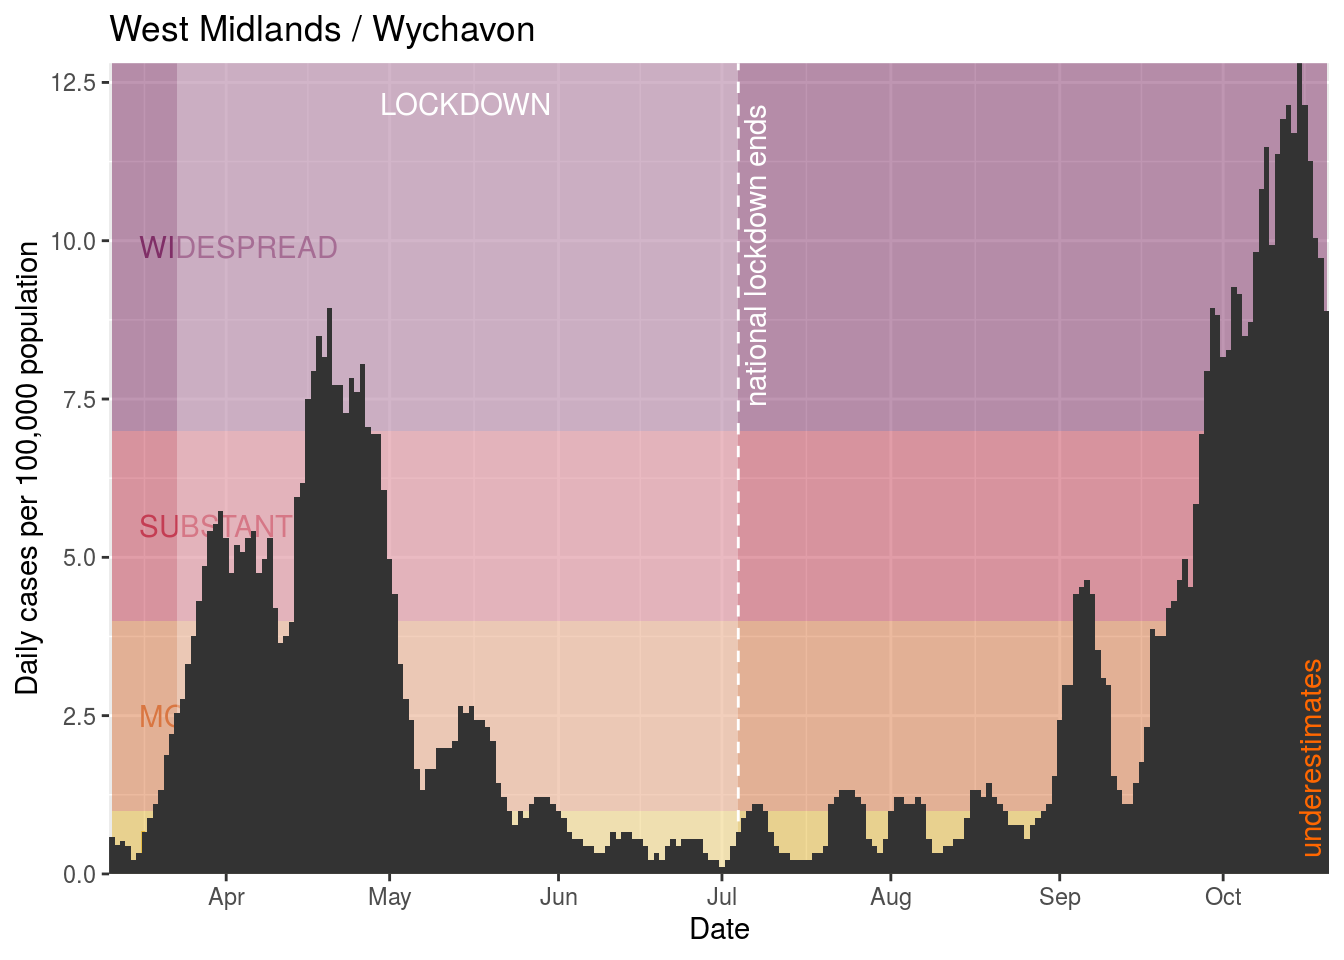 West Midlands / Wychavon
12.5
10.0
7.5
5.0
2.5
0.0
Daily cases per 100,000 population
LOCKDOWN
WIDESPREAD
SUBSTANT
MO
national lockdown ends
underestimates
Apr
May
Jun
Jul
Aug
Sep
Oct
Date